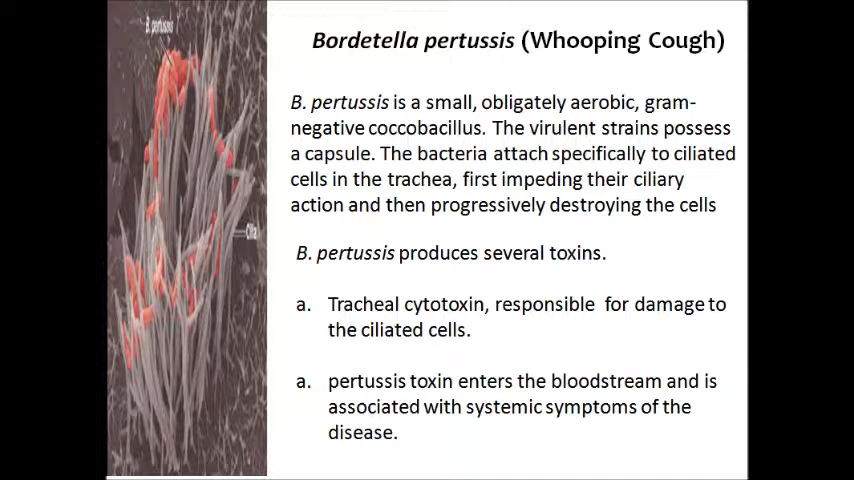 B. pertussis
Bordetella pertussis (Whooping Cough)
B. pertussis is a small, obligately aerobic, gram-
negative coccobacillus. The virulent strains possess
a capsule. The bacteria attach specifically to ciliated
cells in the trachea, first impeding their ciliary
action and then progressively destroying the cells
Cilia
B. pertussis produces several toxins.
a. Tracheal cytotoxin, responsible for damage to
the ciliated cells.
a. pertussis toxin enters the bloodstream and is
associated with systemic symptoms of the
disease.